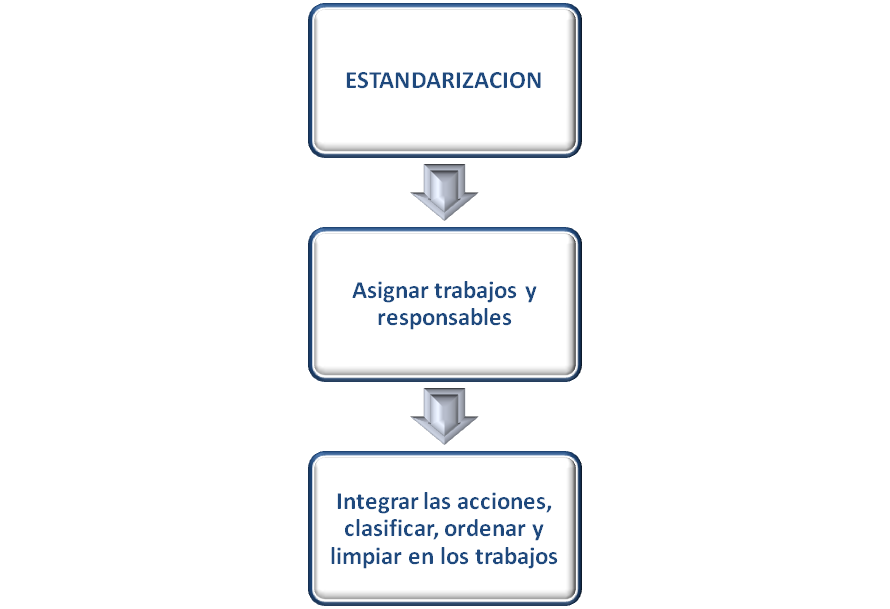 ESTANDARIZACION
Asignar trabajos y
responsables
Integrar las acciones,
clasificar, ordenar y
limpiar en los trabajos